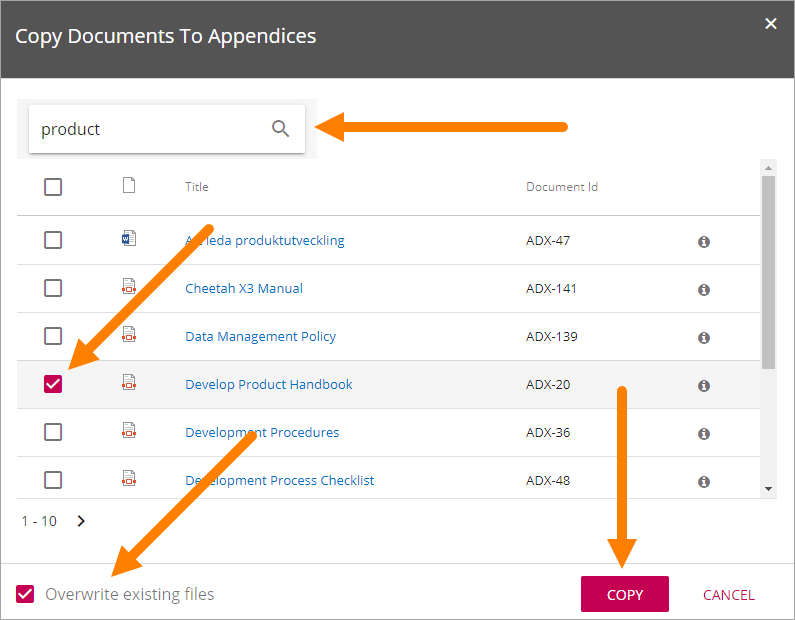 Copy Documents To Appendices
product
Title Document Id
leda produktutveckling ADX-47
Cheetah X3 Manual ADX-141
Data Management Policy ADX-139
Develop Product Handbook ADX-20
Development Procedures ADX-36
Development Process Checklist ADX-48
1 - 10
Overwrite existing files COPY CANCEL